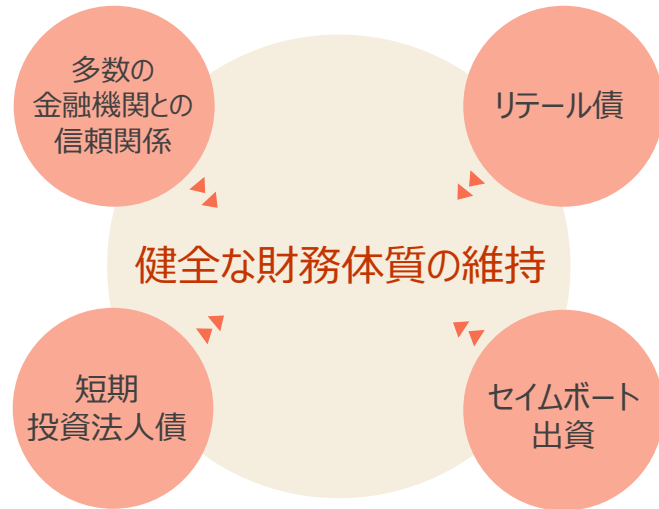 多数の
金融機関との
信頼関係
リテール債
健全な財務体質の維持
短期
投資法人債
セイムボート
出資